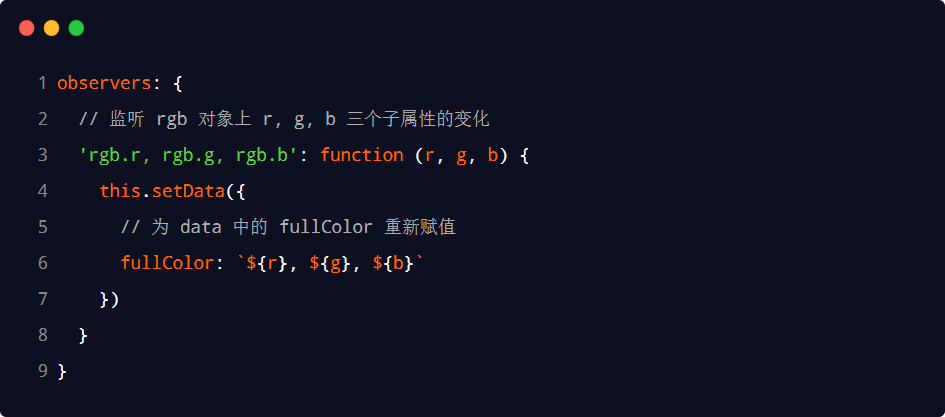 1 observers: {
2   // 监听 rgb 对象上 r, g, b 三个子属性的变化
3   'rgb.r, rgb.g, rgb.b': function (r, g, b) {
4     this.setData({
5       // 为 data 中的 fullColor 重新赋值
6       fullColor: `${r}, ${g}, ${b}`
7     })
8   }
9 }